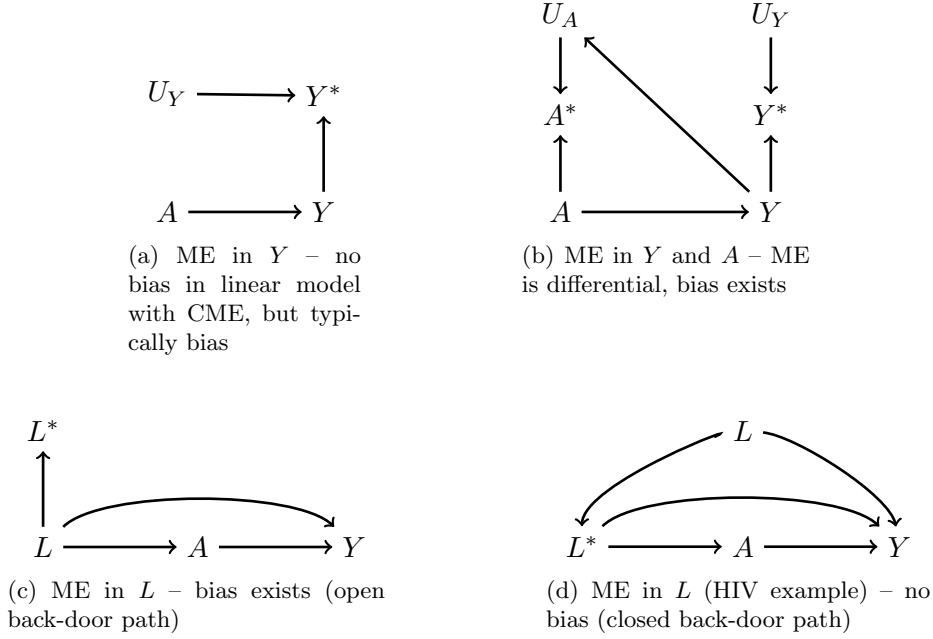 U_A U_Y
U_Y Y* A* Y*
A Y A Y
(a) ME in Y – no
bias in linear model
with CME, but typi-
cally bias
(b) ME in Y and A – ME
is differential, bias exists
L* L
L A Y L* A Y
(c) ME in L – bias exists (open
back-door path)
(d) ME in L (HIV example) – no
bias (closed back-door path)